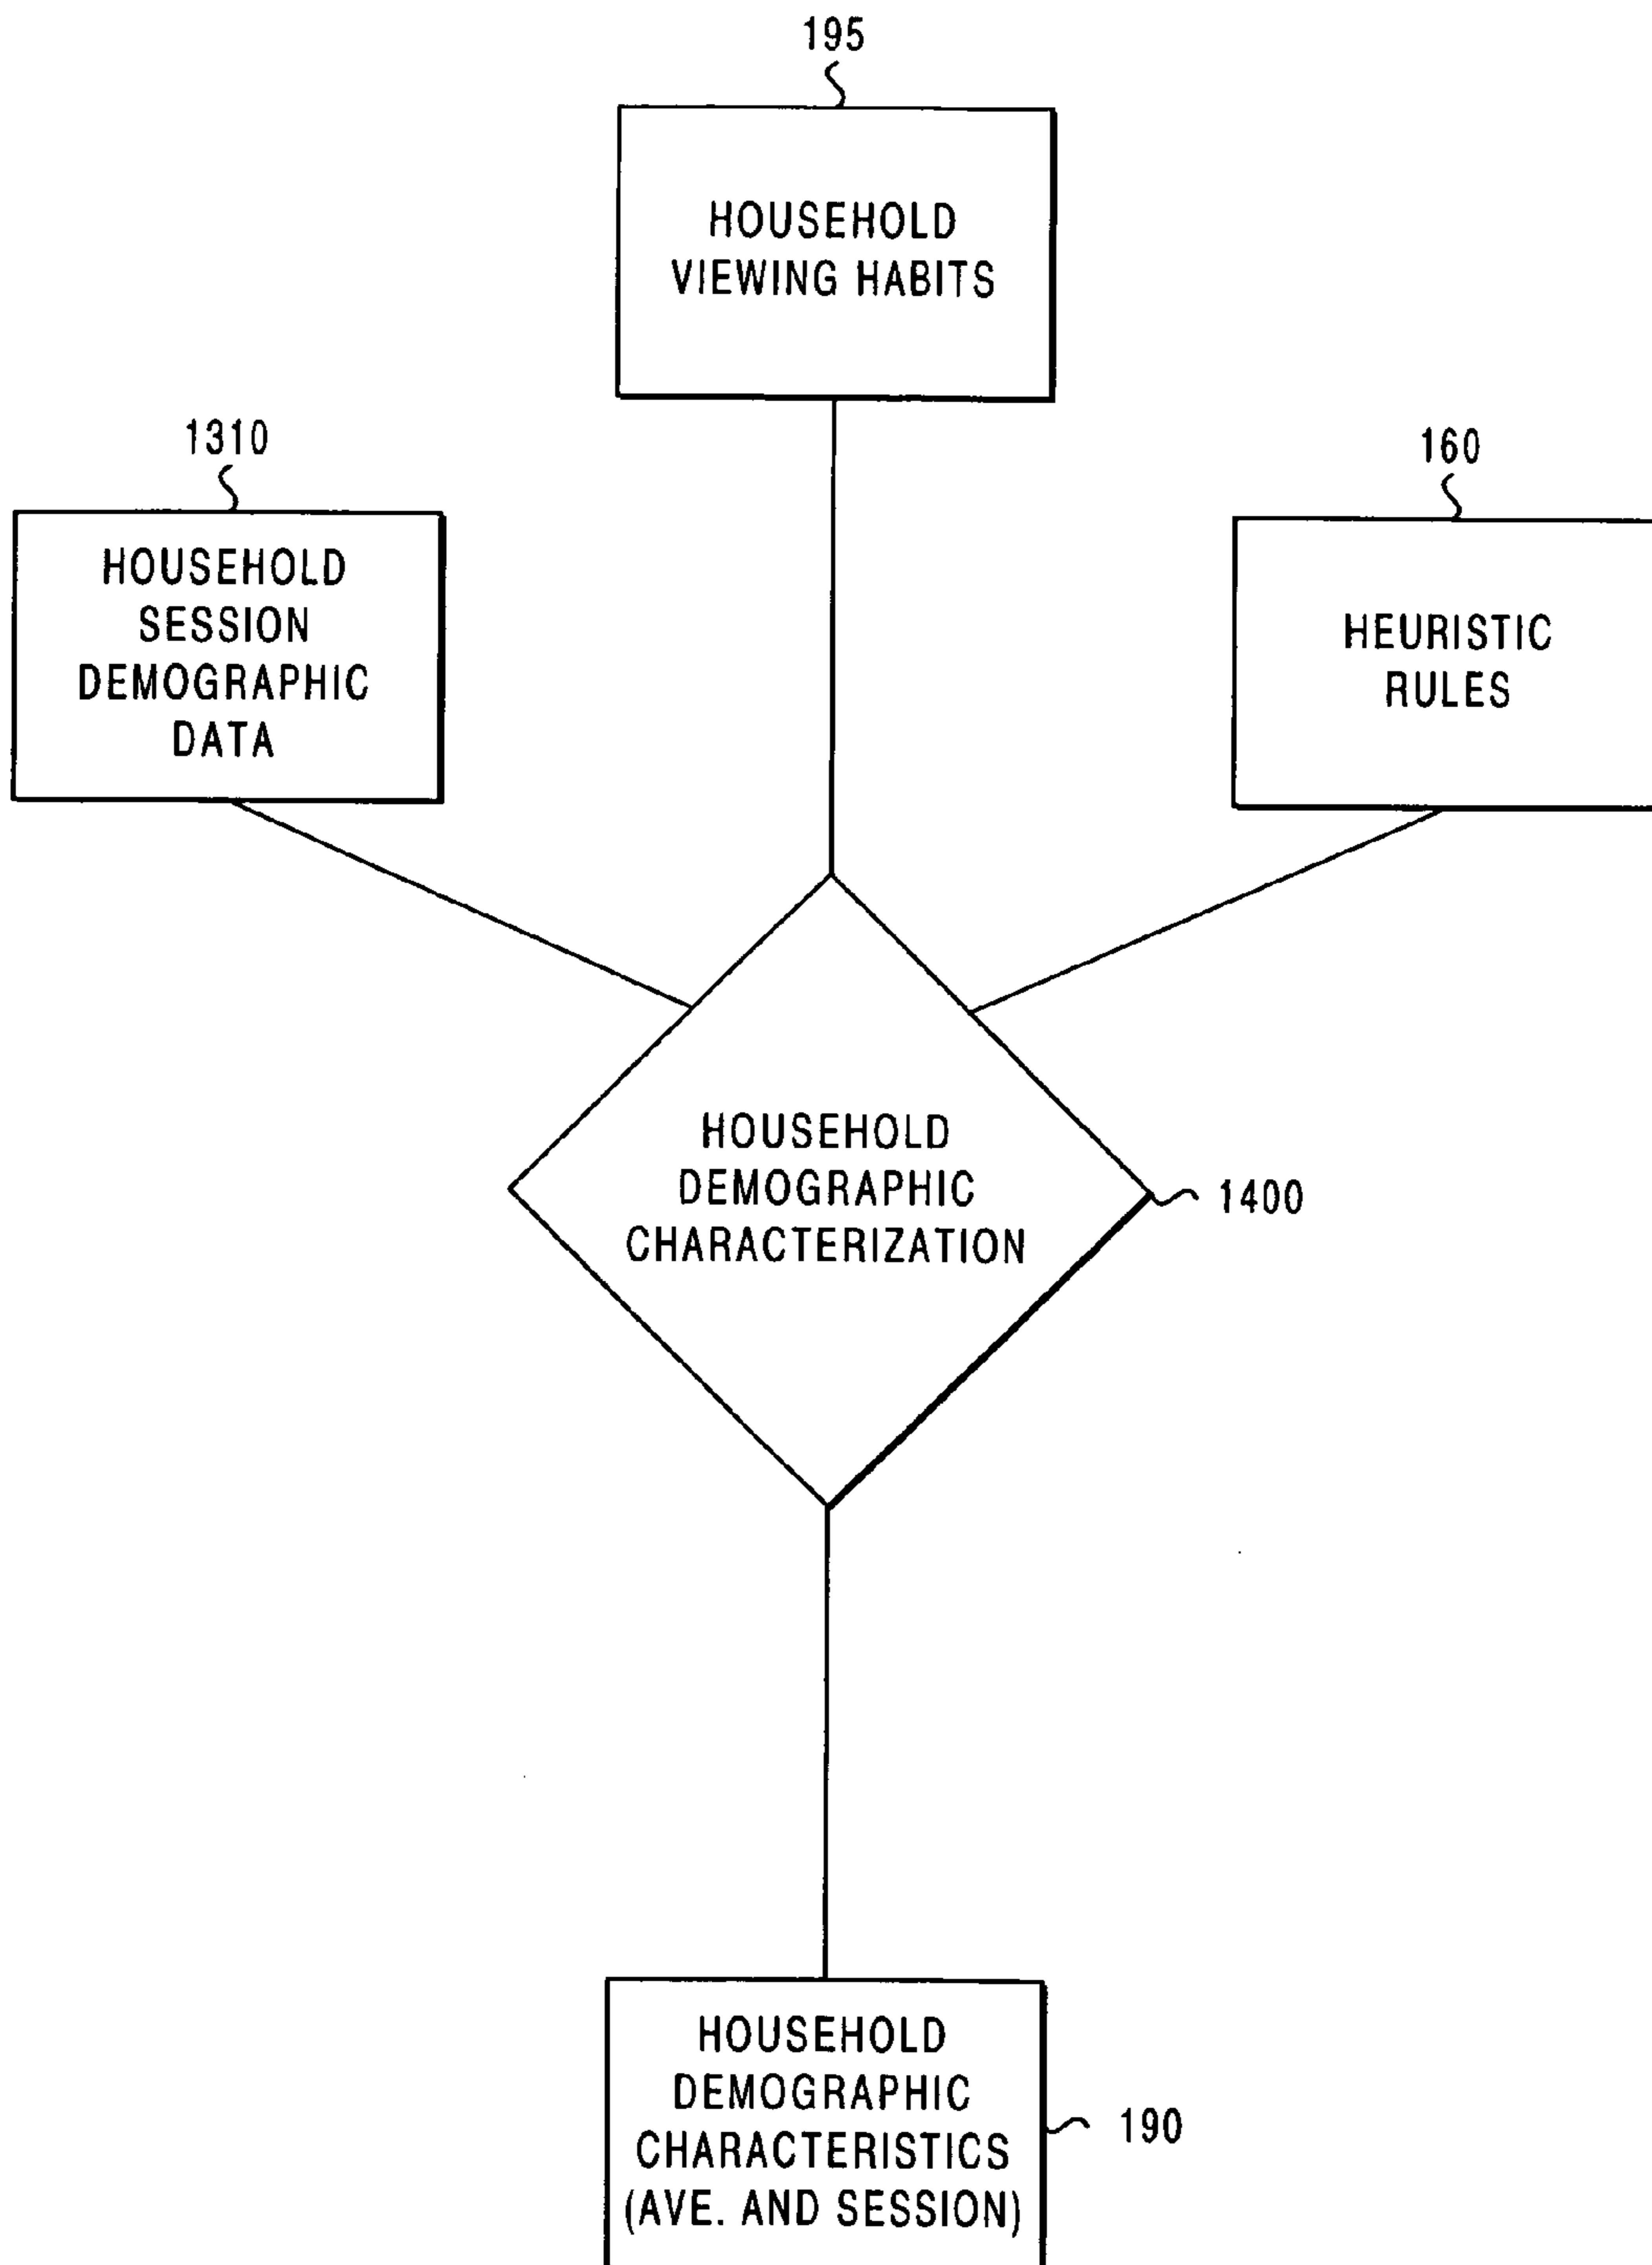 195
HOUSEHOLD
VIEWING HABITS
1310
HOUSEHOLD
SESSION
DEMOGRAPHIC
DATA
160
HEURISTIC
RULES
HOUSEHOLD
DEMOGRAPHIC
CHARACTERIZATION
1400
HOUSEHOLD
DEMOGRAPHIC
CHARACTERISTICS
(AVE. AND SESSION)
190